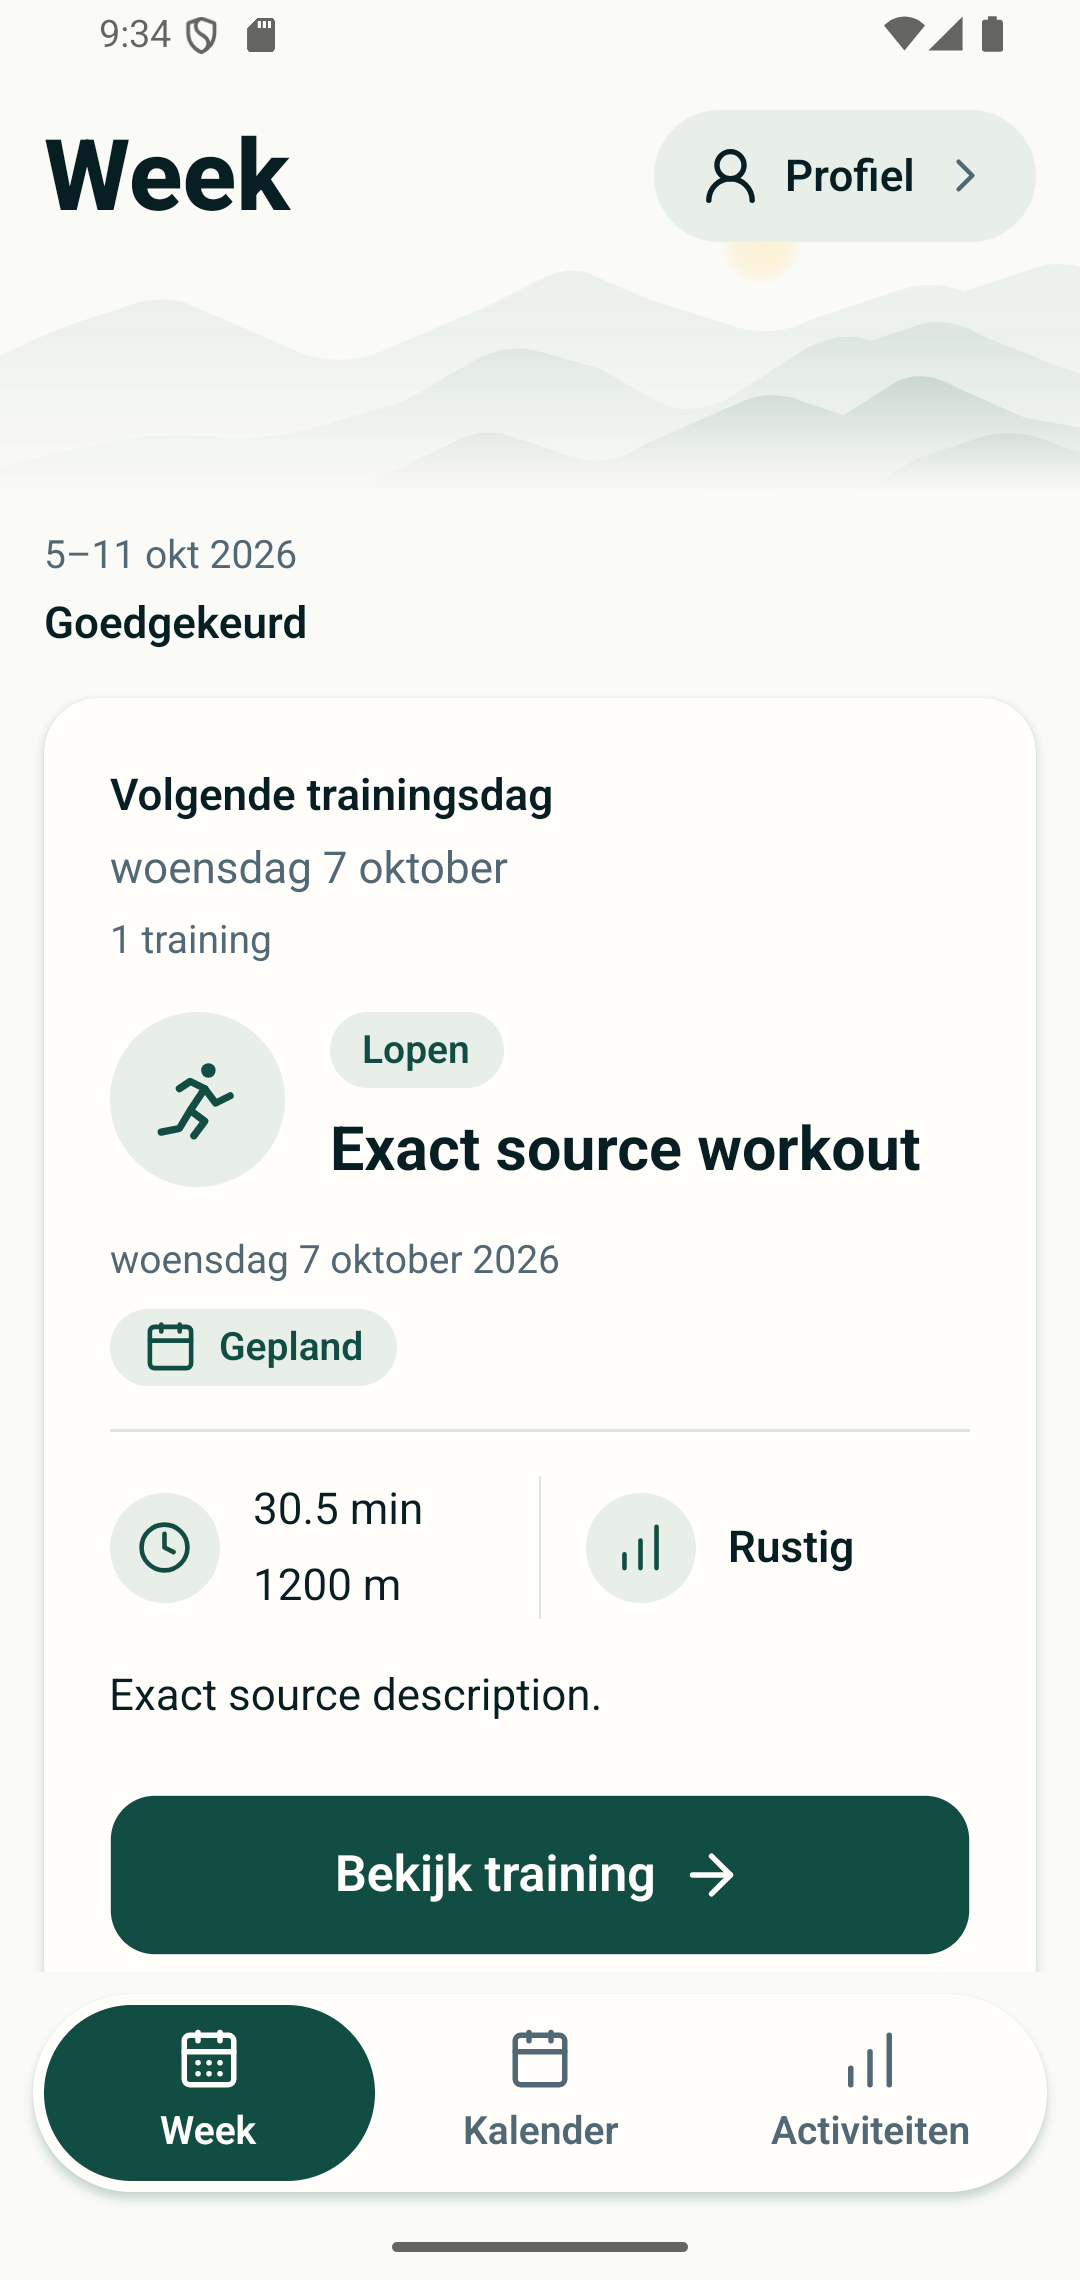 9:34
Week
Profiel
5–11 okt 2026
Goedgekeurd
Volgende trainingsdag
woensdag 7 oktober
1 training
Lopen
Exact source workout
woensdag 7 oktober 2026
Gepland
30.5 min
1200 m
Rustig
Exact source description.
Bekijk training
Week
Kalender
Activiteiten